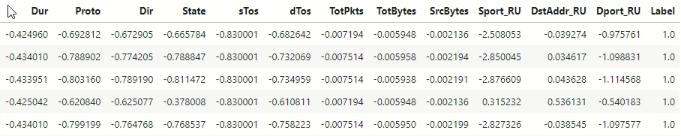 Dur Proto Dir State sTos dTos TotPkts TotBytes SrcBytes Sport_RU DstAddr_RU Dport_RU Label
-0.424960 -0.692812 -0.672905 -0.665784 -0.830001 -0.682642 -0.007194 -0.005948 -0.002136 -2.508053 -0.039274 -0.975761 1.0
-0.434010 -0.788902 -0.774205 -0.788847 -0.830001 -0.732069 -0.007514 -0.005958 -0.002194 -2.850045 0.034617 -1.098831 1.0
-0.433951 -0.803160 -0.789190 -0.811472 -0.830001 -0.734959 -0.007514 -0.005938 -0.002191 -2.876609 0.043628 -1.114568 1.0
-0.425042 -0.620840 -0.625077 -0.378008 -0.830001 -0.610811 -0.007194 -0.005948 -0.002136 0.315232 0.536131 -0.540183 1.0
-0.434010 -0.799199 -0.764768 -0.768537 -0.830001 -0.758223 -0.007514 -0.005950 -0.002199 -2.827326 -0.038545 -1.097577 1.0